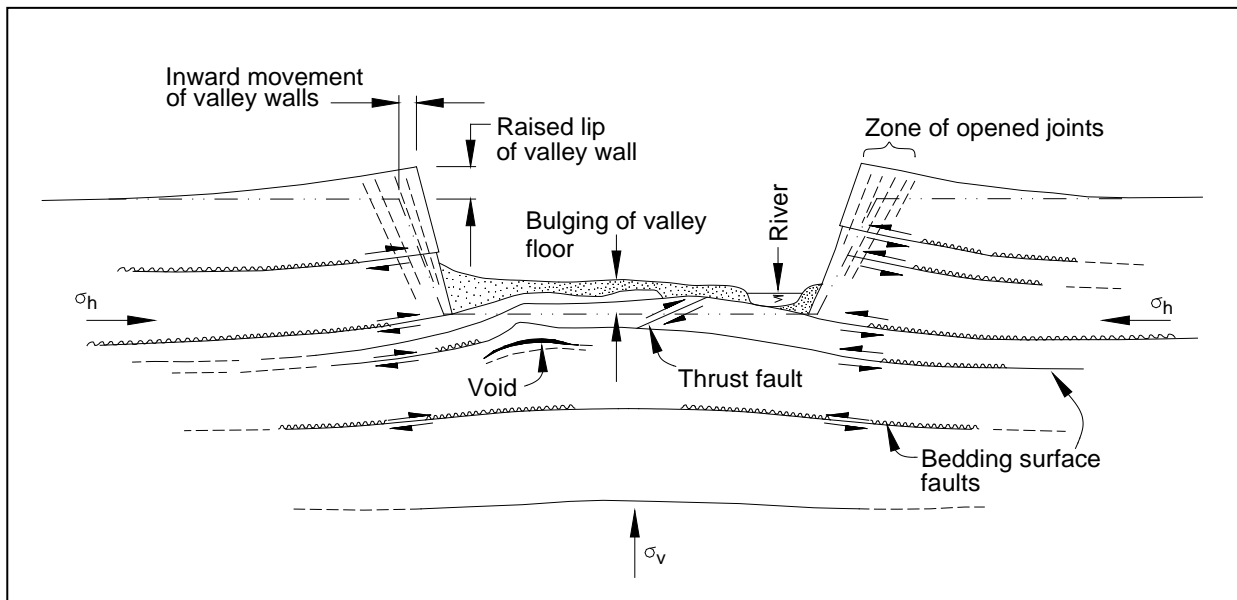 Inward movement
of valley walls
Raised lip
of valley wall
Zone of opened joints
Bulging of valley
floor
River
σh
σh
Void
Thrust fault
Bedding surface
faults
σv